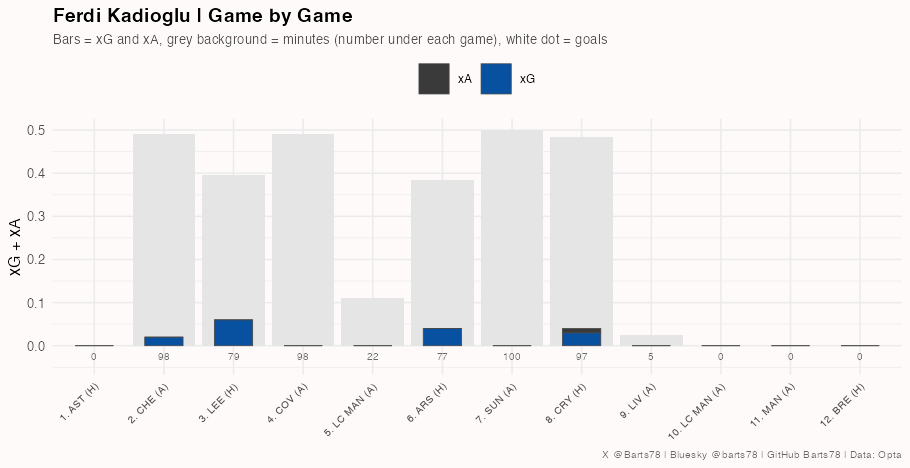 Ferdi Kadioglu | Game by Game
Bars = xG and xA, grey background = minutes (number under each game), white dot = goals
xA
xG
xG + xA
0.5
0.4
0.3
0.2
0.1
0.0
0 98 79 98 22 77 100 97 5 0 0 0
1. AST (H)
2. CHE (A)
3. LEE (H)
4. COV (A)
5. LC MAN (A)
6. ARS (H)
7. SUN (A)
8. CRY (H)
9. LIV (A)
10. LC MAN (A)
11. MAN (A)
12. BRE (H)
X @Barts78 | Bluesky @barts78 | GitHub Barts78 | Data: Opta